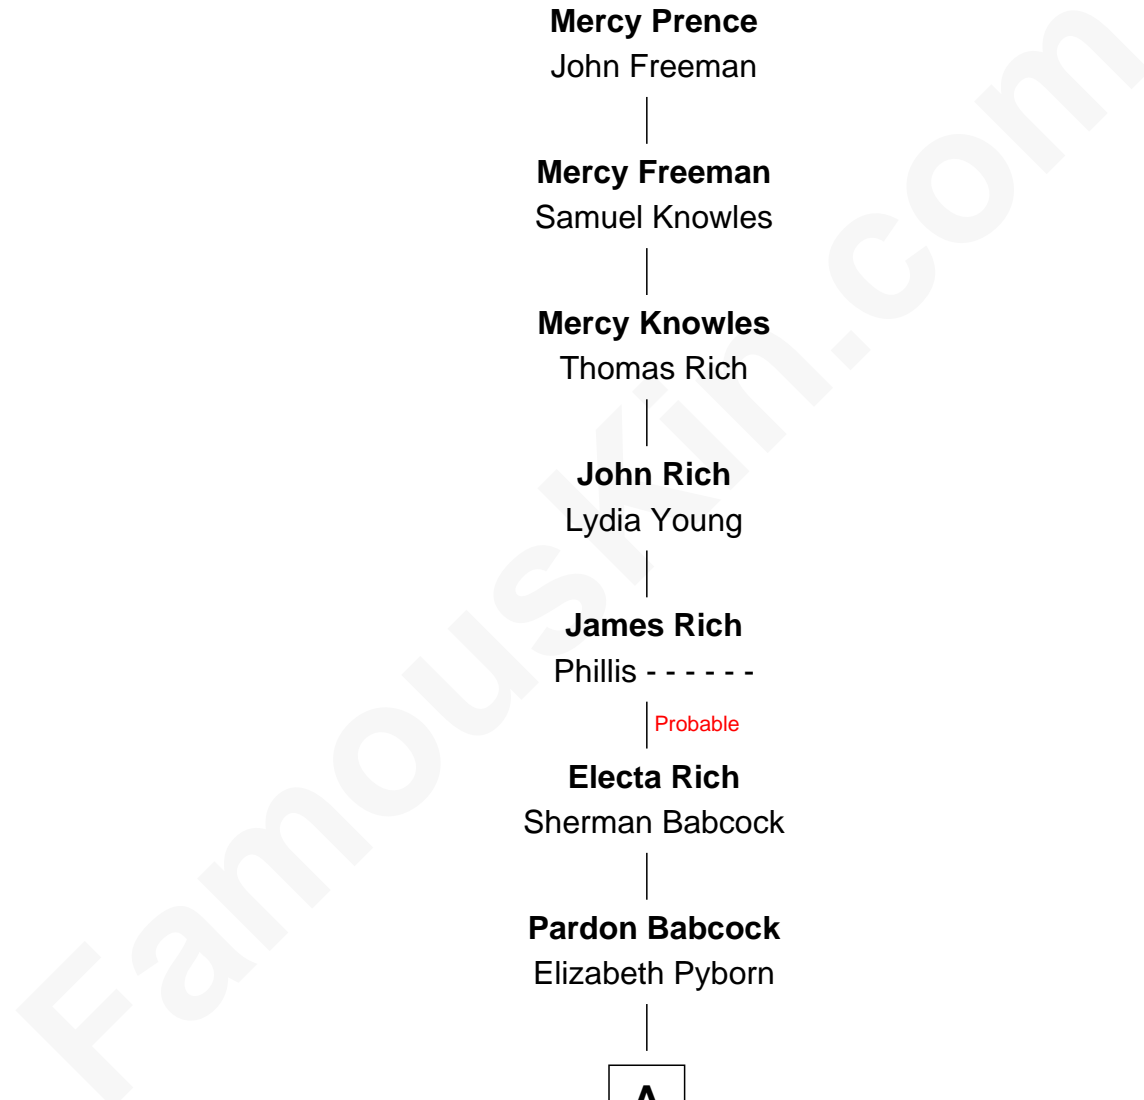 Mercy Prence
John Freeman
Mercy Freeman
Samuel Knowles
Mercy Knowles
Thomas Rich
John Rich
Lydia Young
James Rich
Phillis - - - - - -
Probable
Electa Rich
Sherman Babcock
Pardon Babcock
Elizabeth Pyborn
A
FamousKin.com